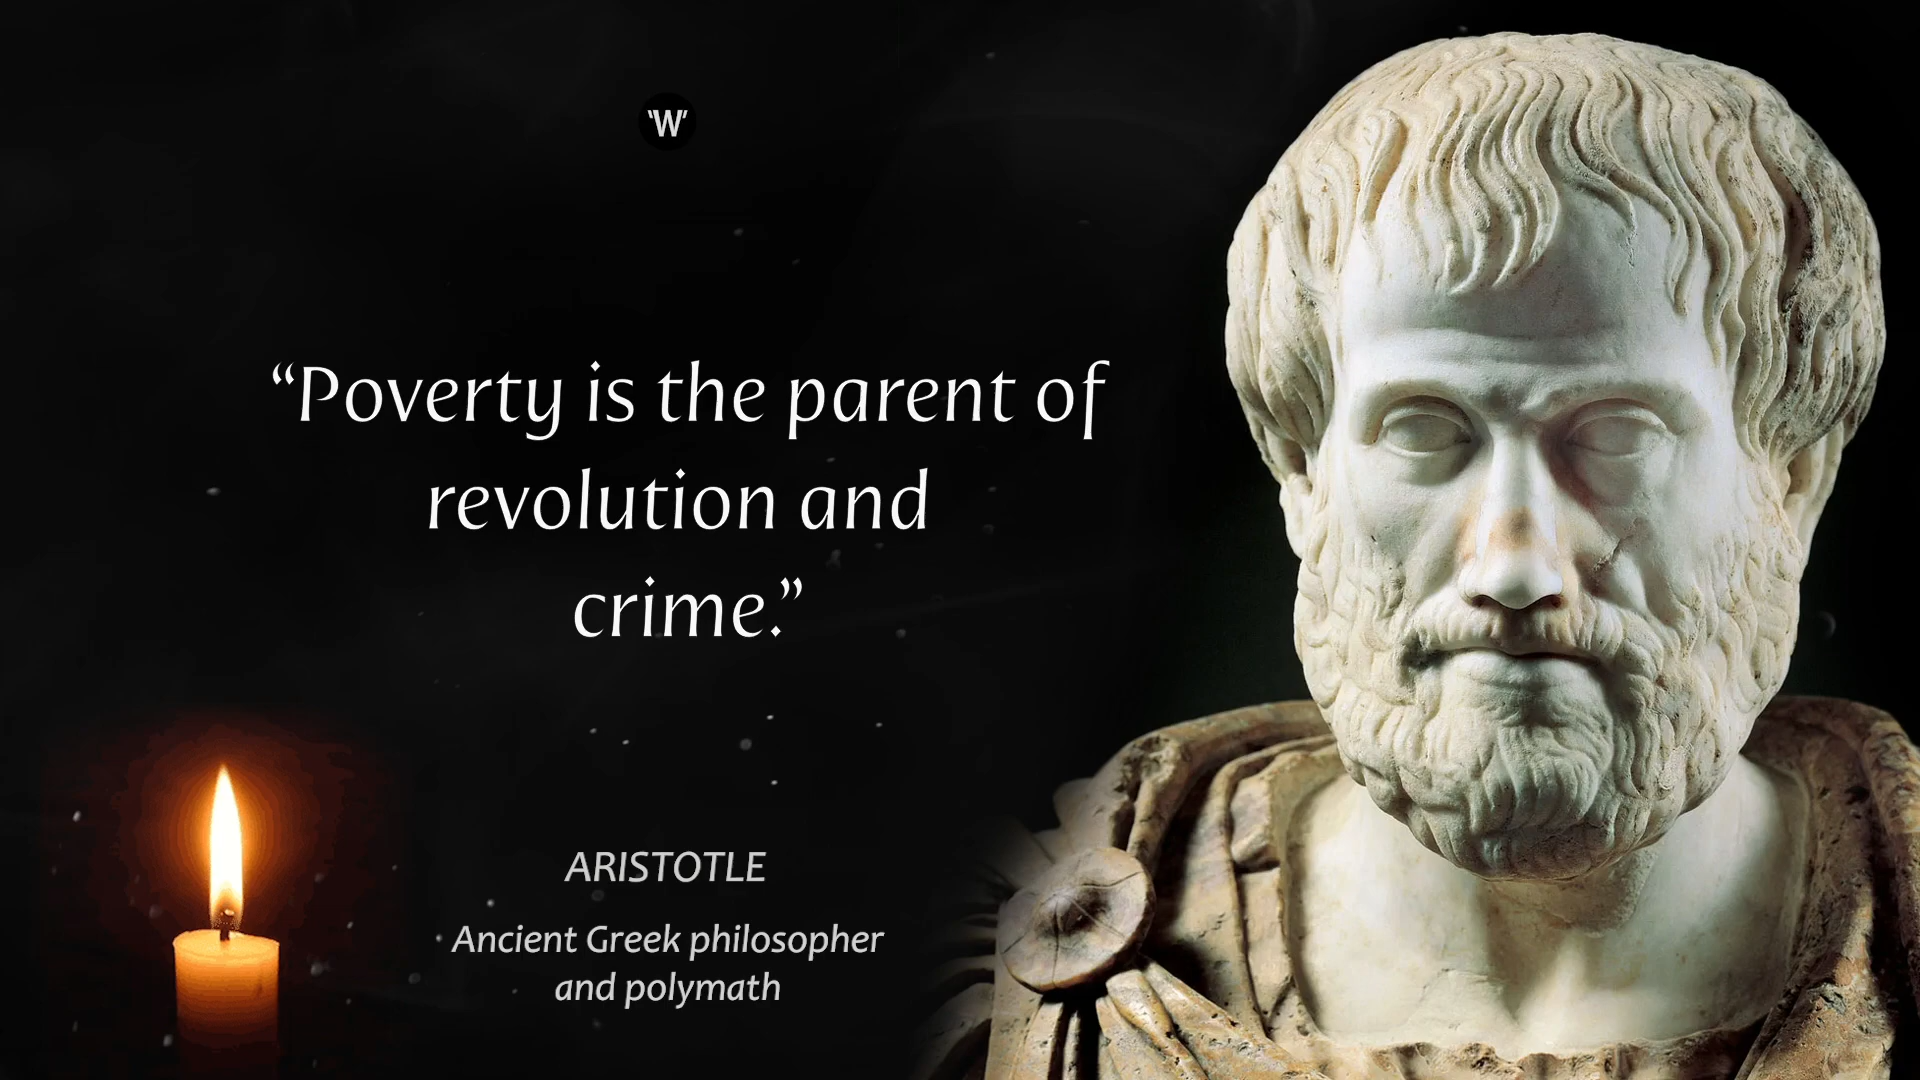 'W'
“Poverty is the parent of
revolution and
crime.”
ARISTOTLE
Ancient Greek philosopher
and polymath